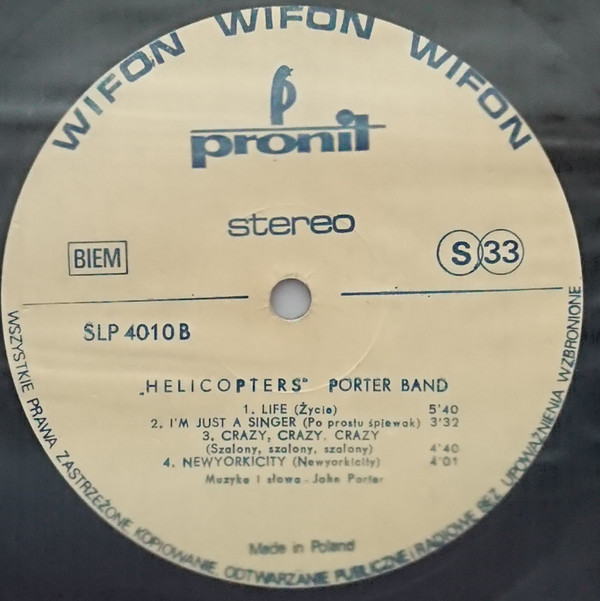 WIFON WIFON WIFON
pronit
stereo
BIEM
S 33
SLP 4010 B
„HELICOPTERS" PORTER BAND
1. LIFE (Życie) 5'40
2. I'M JUST A SINGER (Po prostu śpiewak) 3'32
3. CRAZY, CRAZY, CRAZY
(Szalony, szalony, szalony) 4'40
4. NEWYORKICITY (Newyorkicity) 4'01
Muzyka i słowa - John Porter
Made in Poland
WSZYSTKIE PRAWA ZASTRZEŻONE KOPIOWANIE, ODTWARZANIE PUBLICZNE I RADIOWE BEZ UPOWAŻNIENIA WZBRONIONE